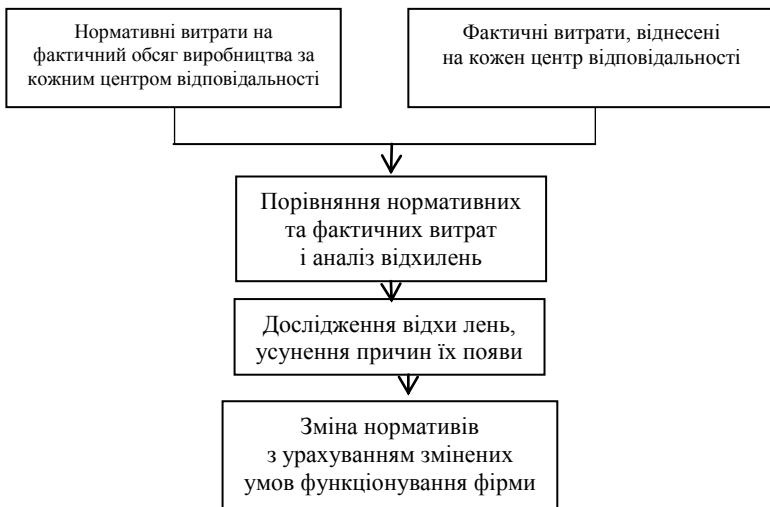 Нормативні витрати на
фактичний обсяг виробництва за
кожним центром відповідальності
Фактичні витрати, віднесені
на кожен центр відповідальності
Порівняння нормативних
та фактичних витрат
і аналіз відхилень
Дослідження відхи лень,
усунення причин їх появи
Зміна нормативів
з урахуванням змінених
умов функціонування фірми